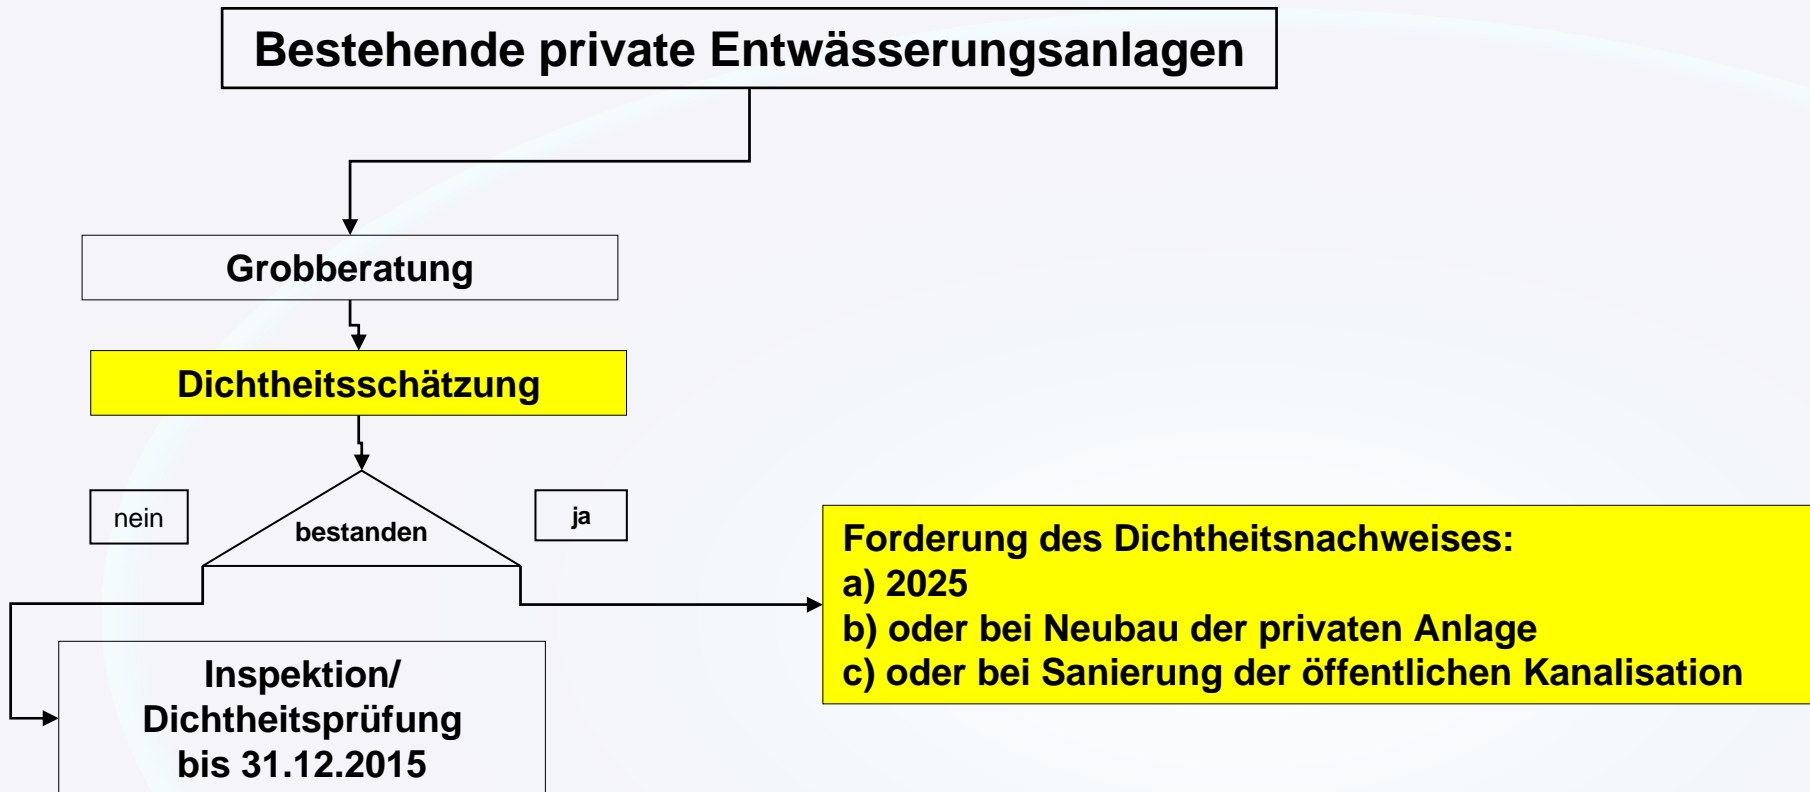 Bestehende private Entwässerungsanlagen
Grobberatung
Dichtheitsschätzung
nein
bestanden
ja
Forderung des Dichtheitsnachweises:
a) 2025
b) oder bei Neubau der privaten Anlage
c) oder bei Sanierung der öffentlichen Kanalisation
Inspektion/
Dichtheitsprüfung
bis 31.12.2015